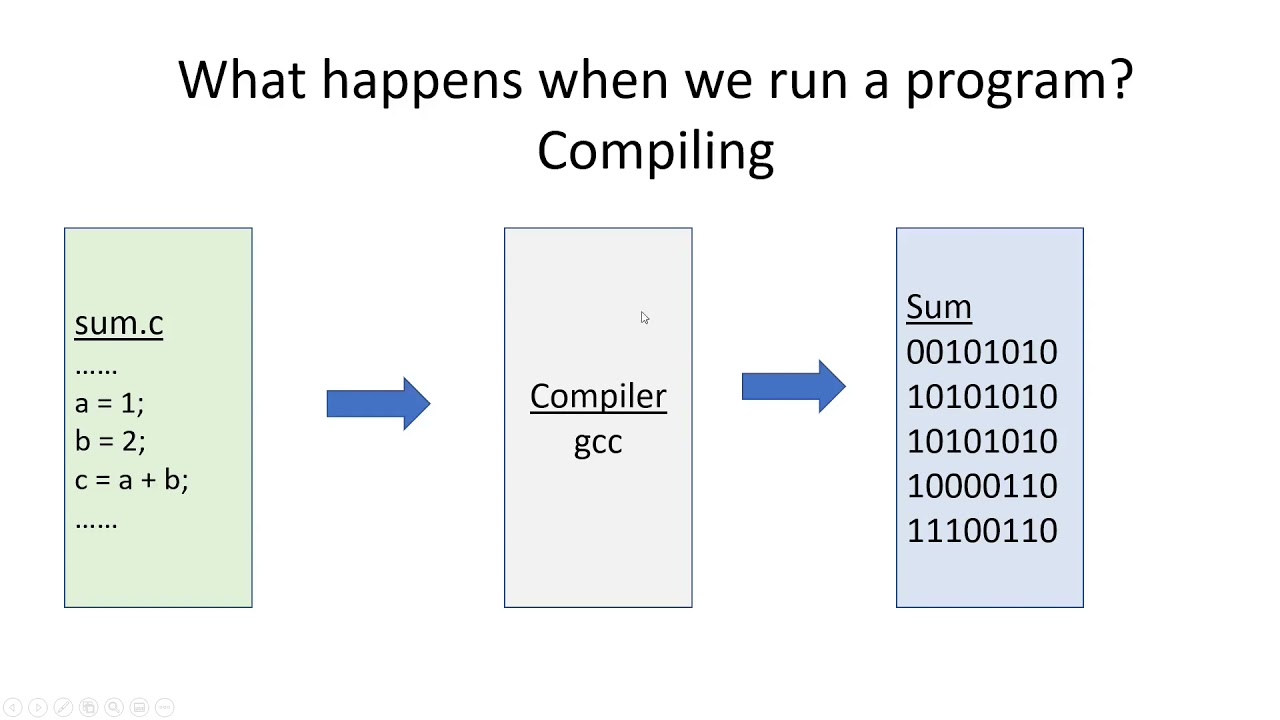 What happens when we run a program?
Compiling
sum.c
……
a = 1;
b = 2;
c = a + b;
……
Compiler
gcc
Sum
00101010
10101010
10101010
10000110
11100110